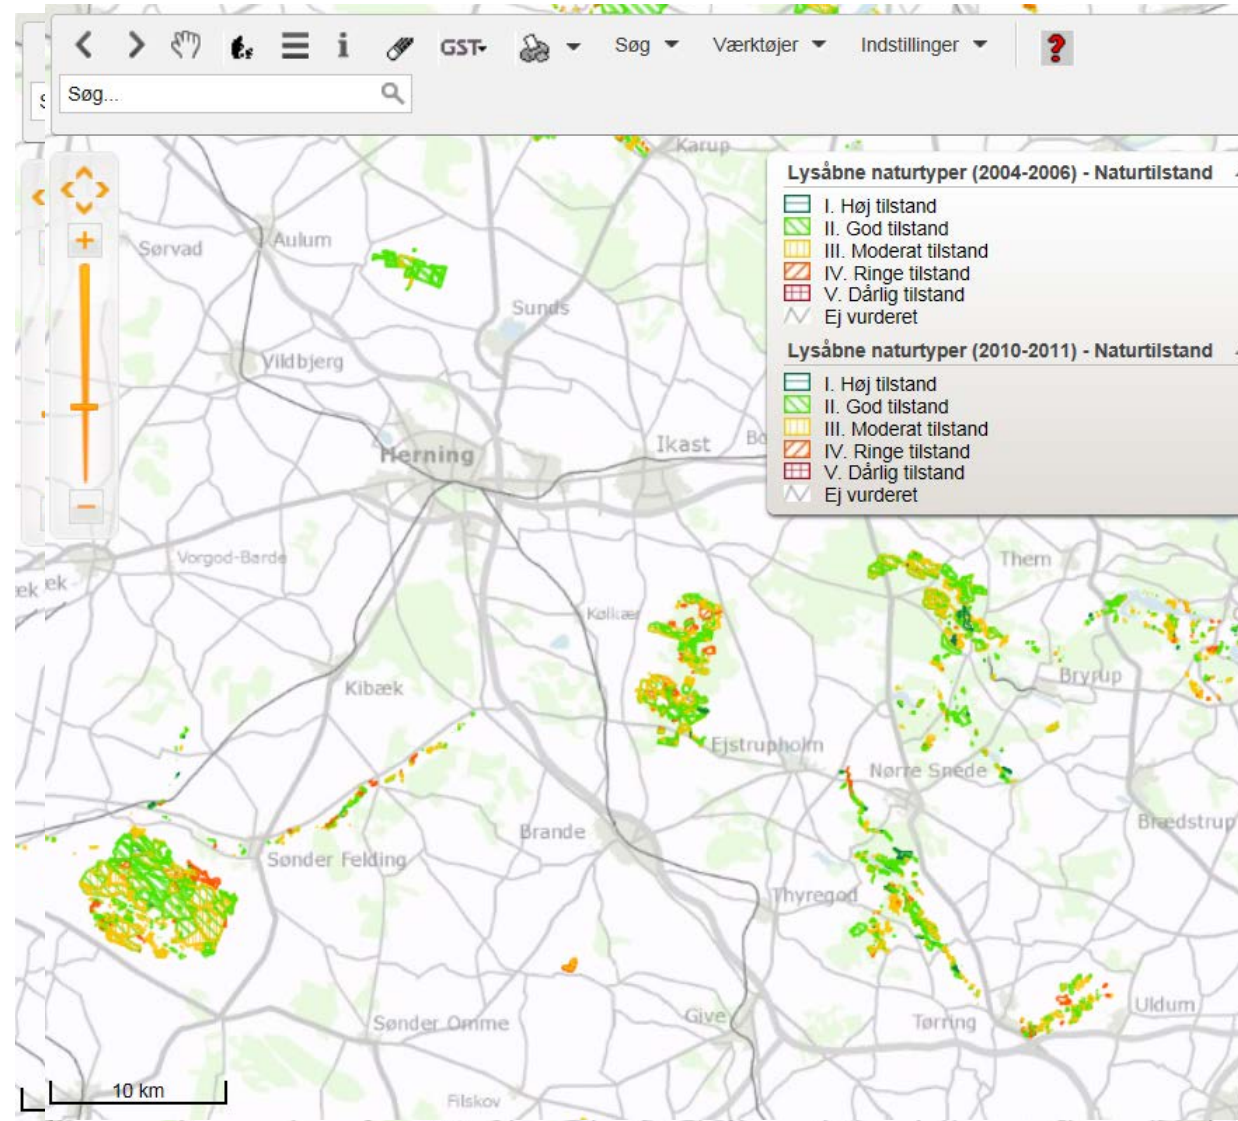 GST
Søg
Værktøjer
Indstillinger
?
Søg...
Karup
Lysåbne naturtyper (2004-2006) - Naturtilstand
I. Høj tilstand
II. God tilstand
III. Moderat tilstand
IV. Ringe tilstand
V. Dårlig tilstand
Ej vurderet
Lysåbne naturtyper (2010-2011) - Naturtilstand
I. Høj tilstand
II. God tilstand
III. Moderat tilstand
IV. Ringe tilstand
V. Dårlig tilstand
Ej vurderet
Aulum
Sørvad
Sunds
Vildbjerg
Herning
Ikast
Bo
Vorgod-Barde
Them
ek
Kølkær
Kibæk
Bryrup
Ejstrupholm
Nørre Snede
Brande
Brædstrup
Sønder Felding
Thyregod
Uldum
Give
Tørring
Sønder Omme
10 km
Filskov